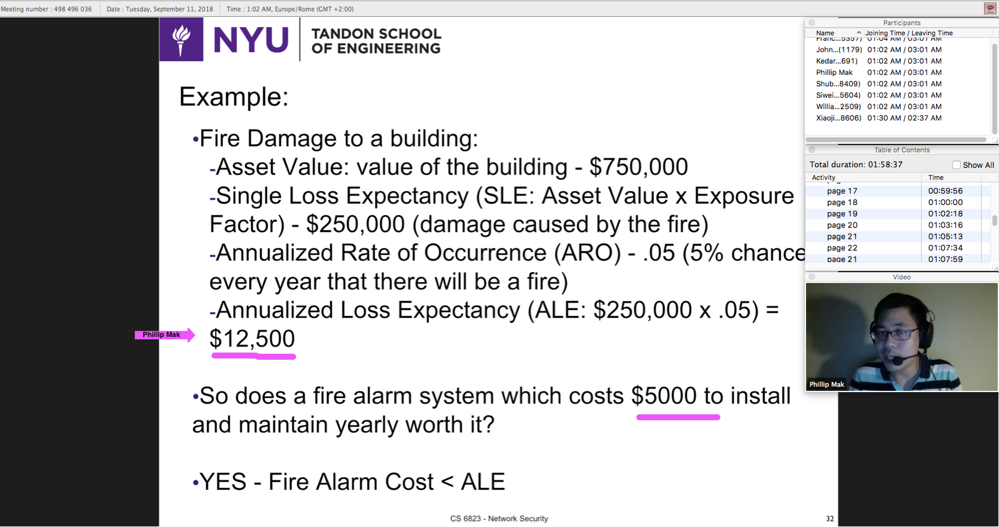 Meeting number : 498 496 036 Date : Tuesday, September 11, 2018 Time : 1:02 AM, Europe/Rome (GMT +2:00)
NYU
TANDON SCHOOL
OF ENGINEERING
Example:
•Fire Damage to a building:
-Asset Value: value of the building - $750,000
-Single Loss Expectancy (SLE: Asset Value x Exposure
Factor) - $250,000 (damage caused by the fire)
-Annualized Rate of Occurrence (ARO) - .05 (5% chance
every year that there will be a fire)
-Annualized Loss Expectancy (ALE: $250,000 x .05) =
Phillip Mak
$12,500
•So does a fire alarm system which costs $5000 to install
and maintain yearly worth it?
•YES - Fire Alarm Cost < ALE
CS 6823 - Network Security
32
Participants
Name Joining Time / Leaving Time
Franc...5357) 01:04 AM / 03:01 AM
John...(1179) 01:02 AM / 03:01 AM
Kedar...691) 01:02 AM / 03:01 AM
Phillip Mak 01:02 AM / 03:01 AM
Shub...8409) 01:02 AM / 03:01 AM
Siwei...5604) 01:02 AM / 03:01 AM
Willia...2509) 01:02 AM / 03:01 AM
Xiaoji...8606) 01:30 AM / 02:37 AM
Table of Contents
Total duration: 01:58:37 Show All
Activity Time
page 17 00:59:56
page 18 01:00:00
page 19 01:02:18
page 20 01:03:16
page 21 01:05:13
page 22 01:07:34
page 21 01:07:59
Video
Phillip Mak